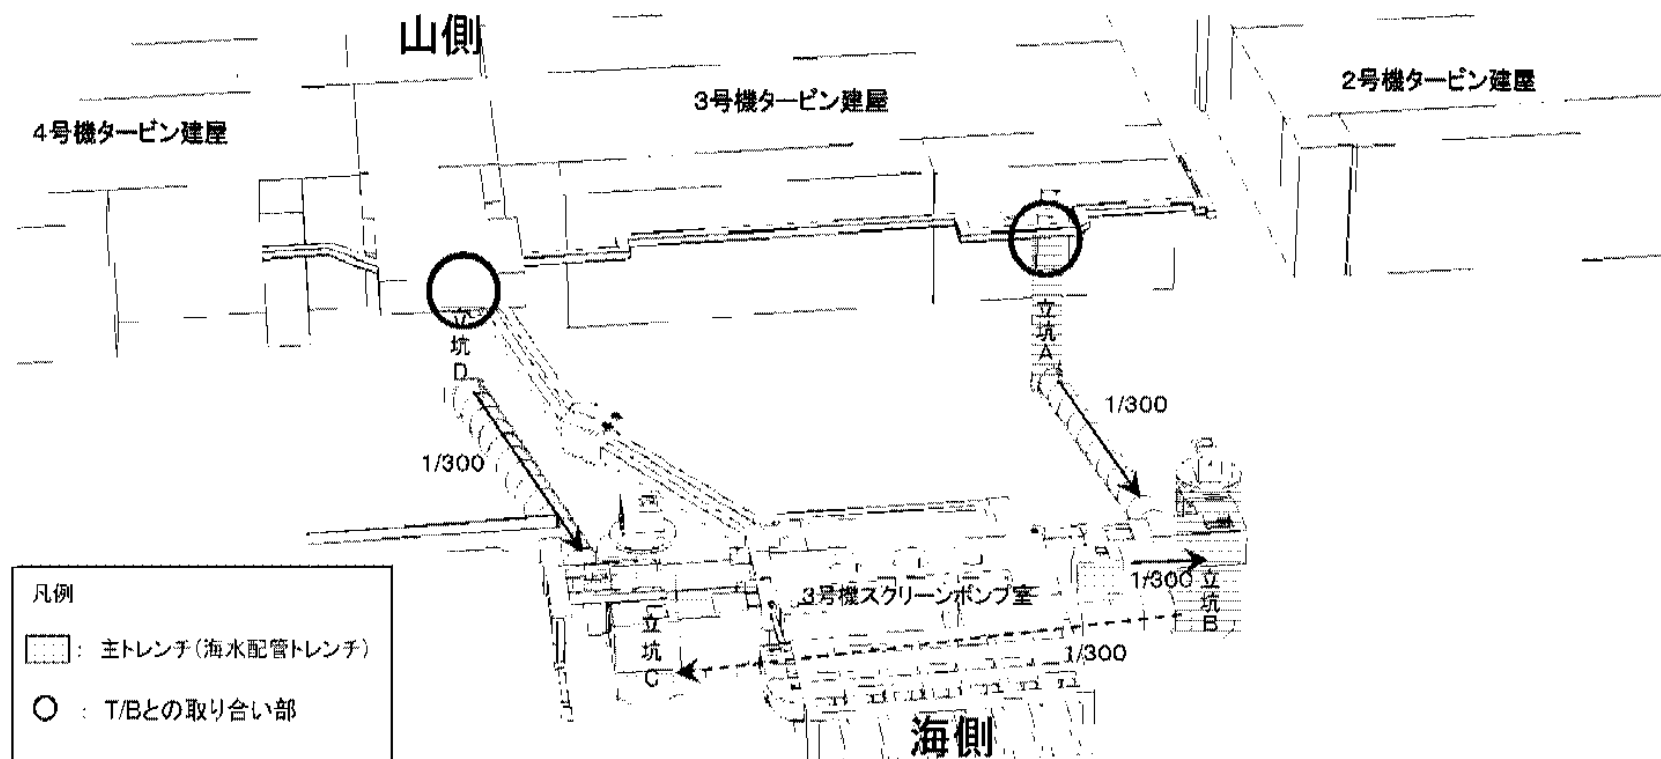 山側
2号機タービン建屋
3号機タービン建屋
4号機タービン建屋
立坑A
立坑D
1/300
1/300
1/300
立坑B
3号機スクリーンポンプ室
立坑C
1/300
海側
凡例
: 主トレンチ(海水配管トレンチ)
: T/Bとの取り合い部